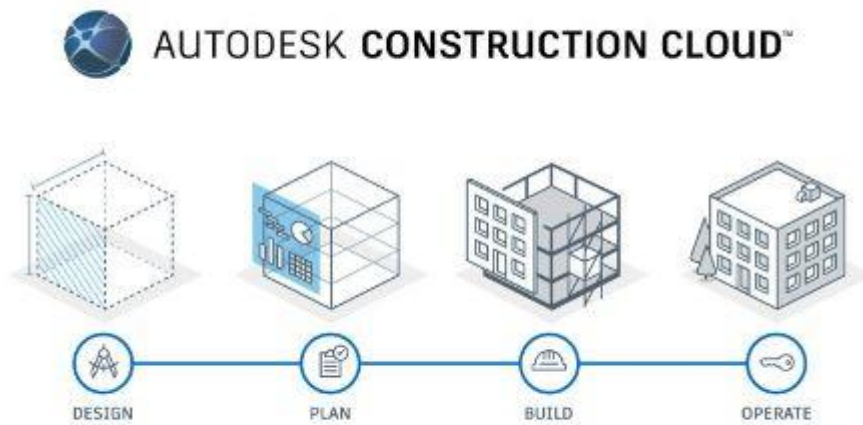 AUTODESK CONSTRUCTION CLOUD™
DESIGN
PLAN
BUILD
OPERATE